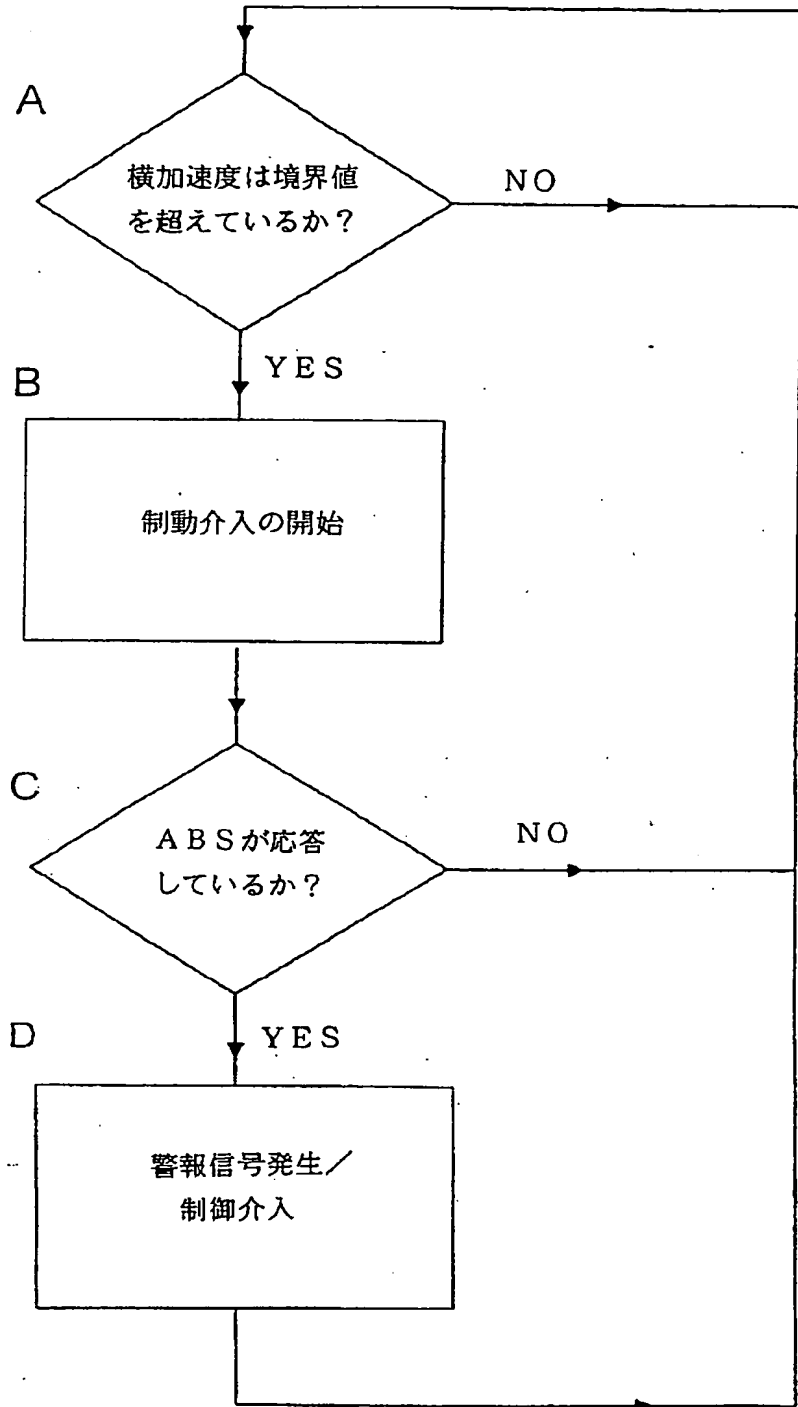 A
横加速度は境界値
を超えているか？
NO
YES
B
制動介入の開始
C
ＡＢＳが応答
しているか？
NO
D
YES
警報信号発生／
制御介入